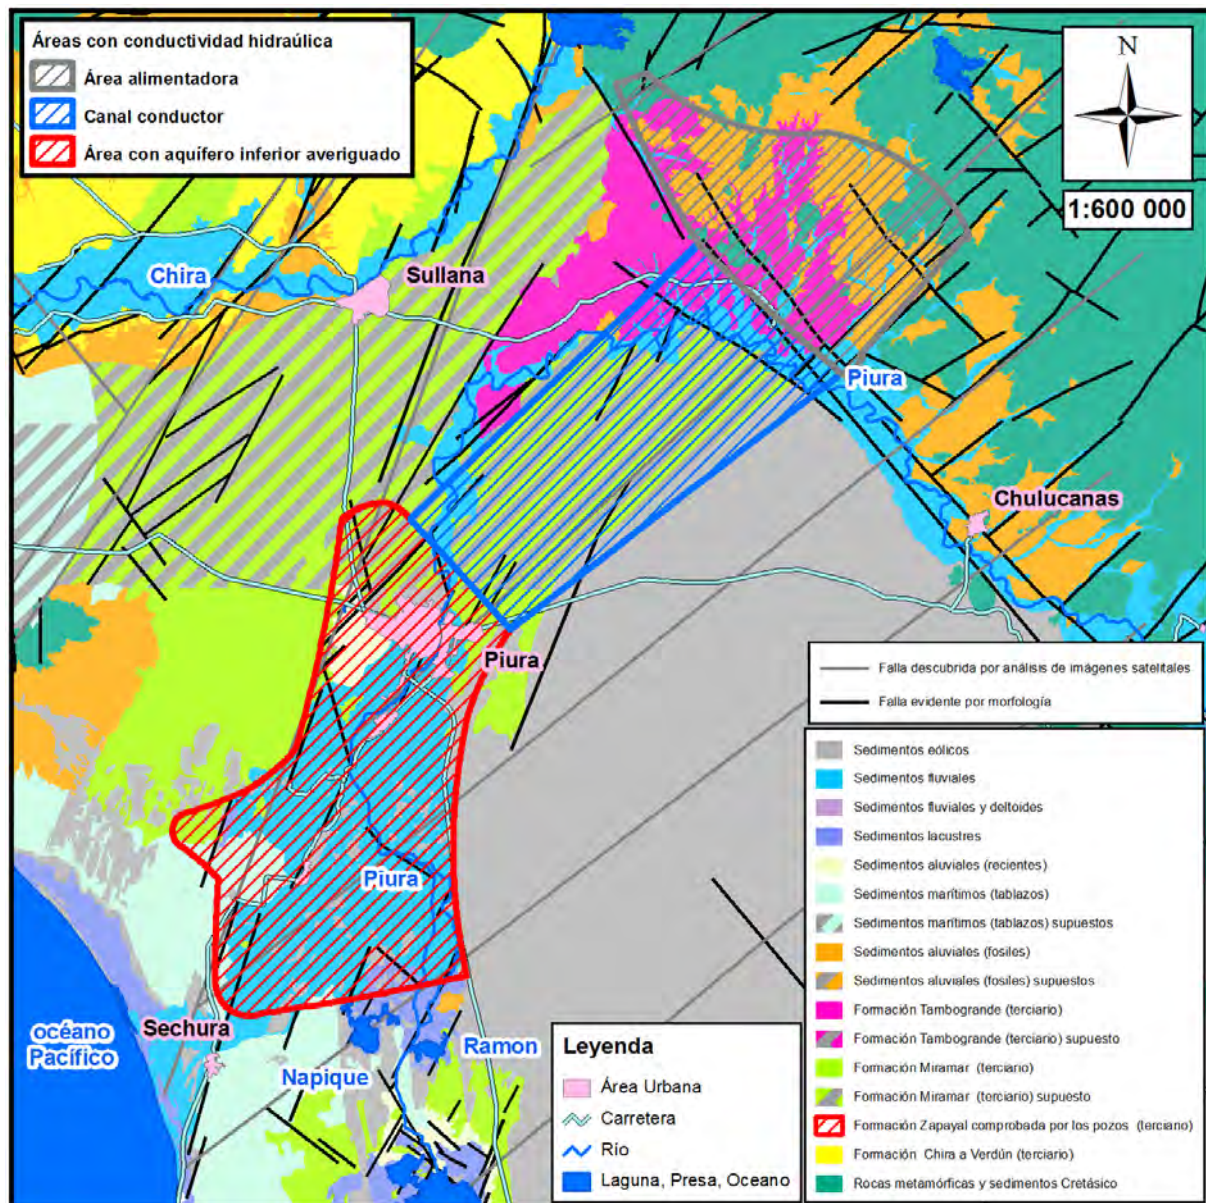 Áreas con conductividad hidraúlica
Área alimentadora
Canal conductor
Área con aquífero inferior averiguado
N
1:600 000
Chira
Sullana
Piura
Chulucanas
Piura
Piura
océano
Pacífico
Sechura
Napique
Ramon
Falla descubrida por análisis de imágenes satelitales
Falla evidente por morfología
Leyenda
Área Urbana
Carretera
Río
Laguna, Presa, Oceano
Sedimentos eólicos
Sedimentos fluviales
Sedimentos fluviales y deltoides
Sedimentos lacustres
Sedimentos aluviales (recientes)
Sedimentos marítimos (tablazos)
Sedimentos marítimos (tablazos) supuestos
Sedimentos aluviales (fosiles)
Sedimentos aluviales (fosiles) supuestos
Formación Tambogrande (terciario)
Formación Tambogrande (terciario) supuesto
Formación Miramar (terciario)
Formación Miramar (terciario) supuesto
Formación Zapayal comprobada por los pozos (terciano)
Formación Chira a Verdún (terciario)
Rocas metamórficas y sedimentos Cretásico